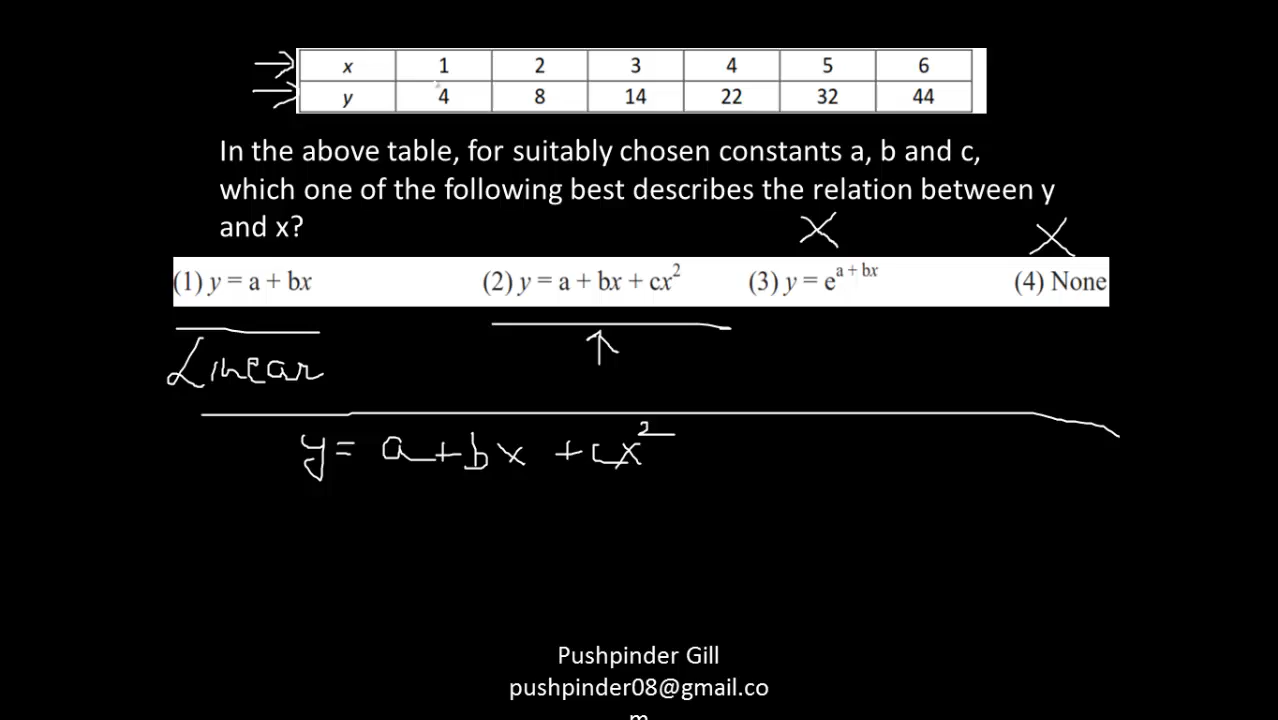 x 1 2 3 4 5 6
y 4 8 14 22 32 44
In the above table, for suitably chosen constants a, b and c,
which one of the following best describes the relation between y
and x?
(1) y = a + bx (2) y = a + bx + cx² (3) y = e^(a + bx) (4) None
Linear
y = a + bx + cx²
Pushpinder Gill
pushpinder08@gmail.co
m